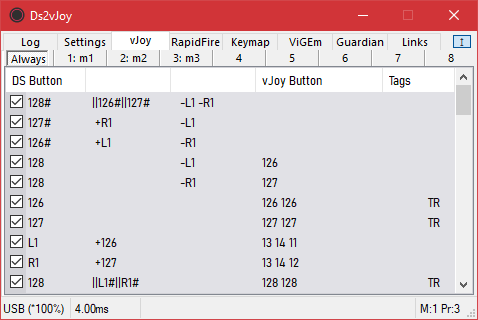 Ds2vJoy
Log Settings vJoy RapidFire Keymap ViGEm Guardian Links
Always 1: m1 2: m2 3: m3 4 5 6 7 8
DS Button vJoy Button Tags
128# ||126#||127# -L1 -R1
127# +R1 -L1
126# +L1 -R1
128 -L1 126
128 -R1 127
126 126 126 TR
127 127 127 TR
L1 +126 13 14 11
R1 +127 13 14 12
128 ||L1#||R1# 128 128 TR
USB (*100%) 4.00ms M:1 Pr:3